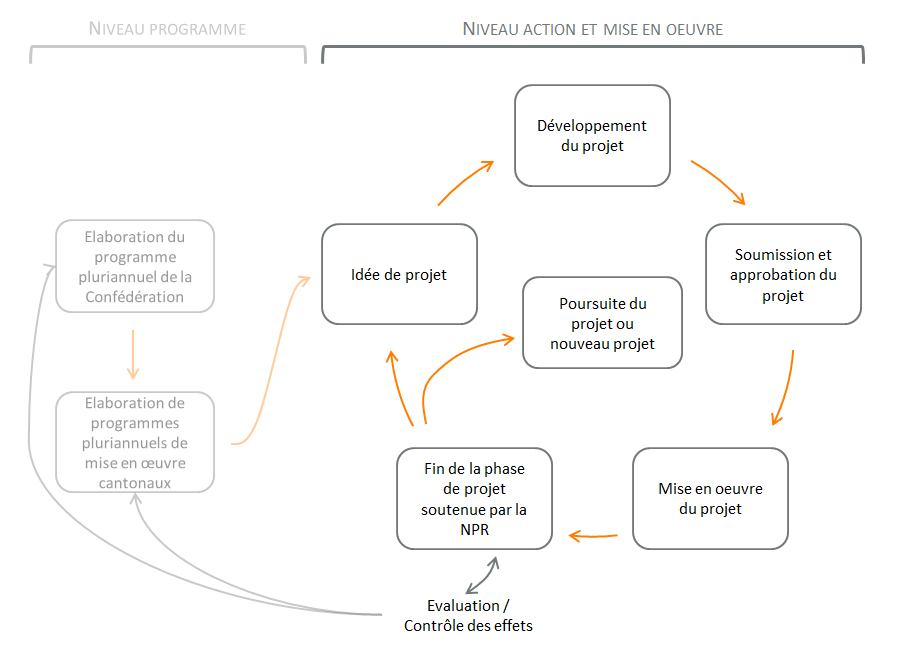 NIVEAU PROGRAMME
NIVEAU ACTION ET MISE EN OEUVRE
Développement
du projet
Elaboration du
programme
pluriannuel de la
Confédération
Idée de projet
Soumission et
approbation du
projet
Poursuite du
projet ou
nouveau projet
Elaboration de
programmes
pluriannuels de
mise en œuvre
cantonaux
Fin de la phase
de projet
soutenue par la
NPR
Mise en oeuvre
du projet
Evaluation /
Contrôle des effets